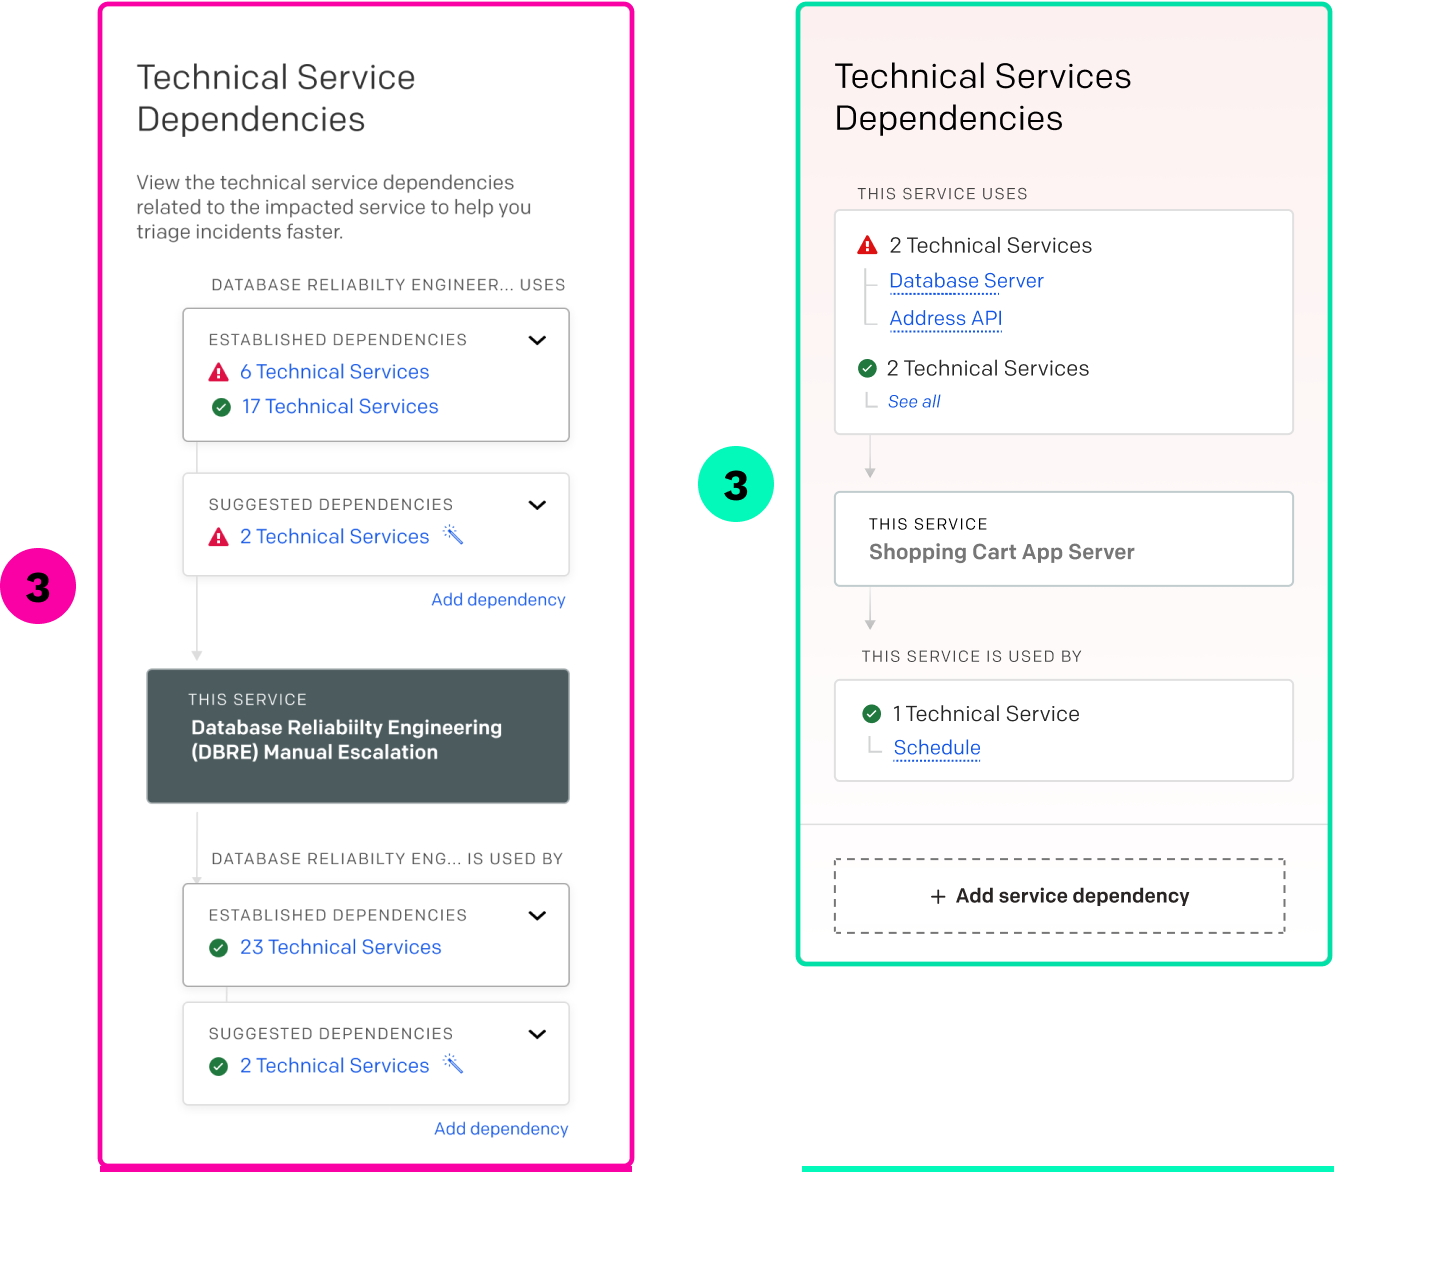 Technical Service
Dependencies
View the technical service dependencies
related to the impacted service to help you
triage incidents faster.
DATABASE RELIABILTY ENGINEER... USES
ESTABLISHED DEPENDENCIES
6 Technical Services
17 Technical Services
SUGGESTED DEPENDENCIES
2 Technical Services
Add dependency
3
THIS SERVICE
Database Reliabiilty Engineering
(DBRE) Manual Escalation
DATABASE RELIABILTY ENG... IS USED BY
ESTABLISHED DEPENDENCIES
23 Technical Services
SUGGESTED DEPENDENCIES
2 Technical Services
Add dependency
Technical Services
Dependencies
THIS SERVICE USES
2 Technical Services
Database Server
Address API
2 Technical Services
See all
3
THIS SERVICE
Shopping Cart App Server
THIS SERVICE IS USED BY
1 Technical Service
Schedule
+ Add service dependency